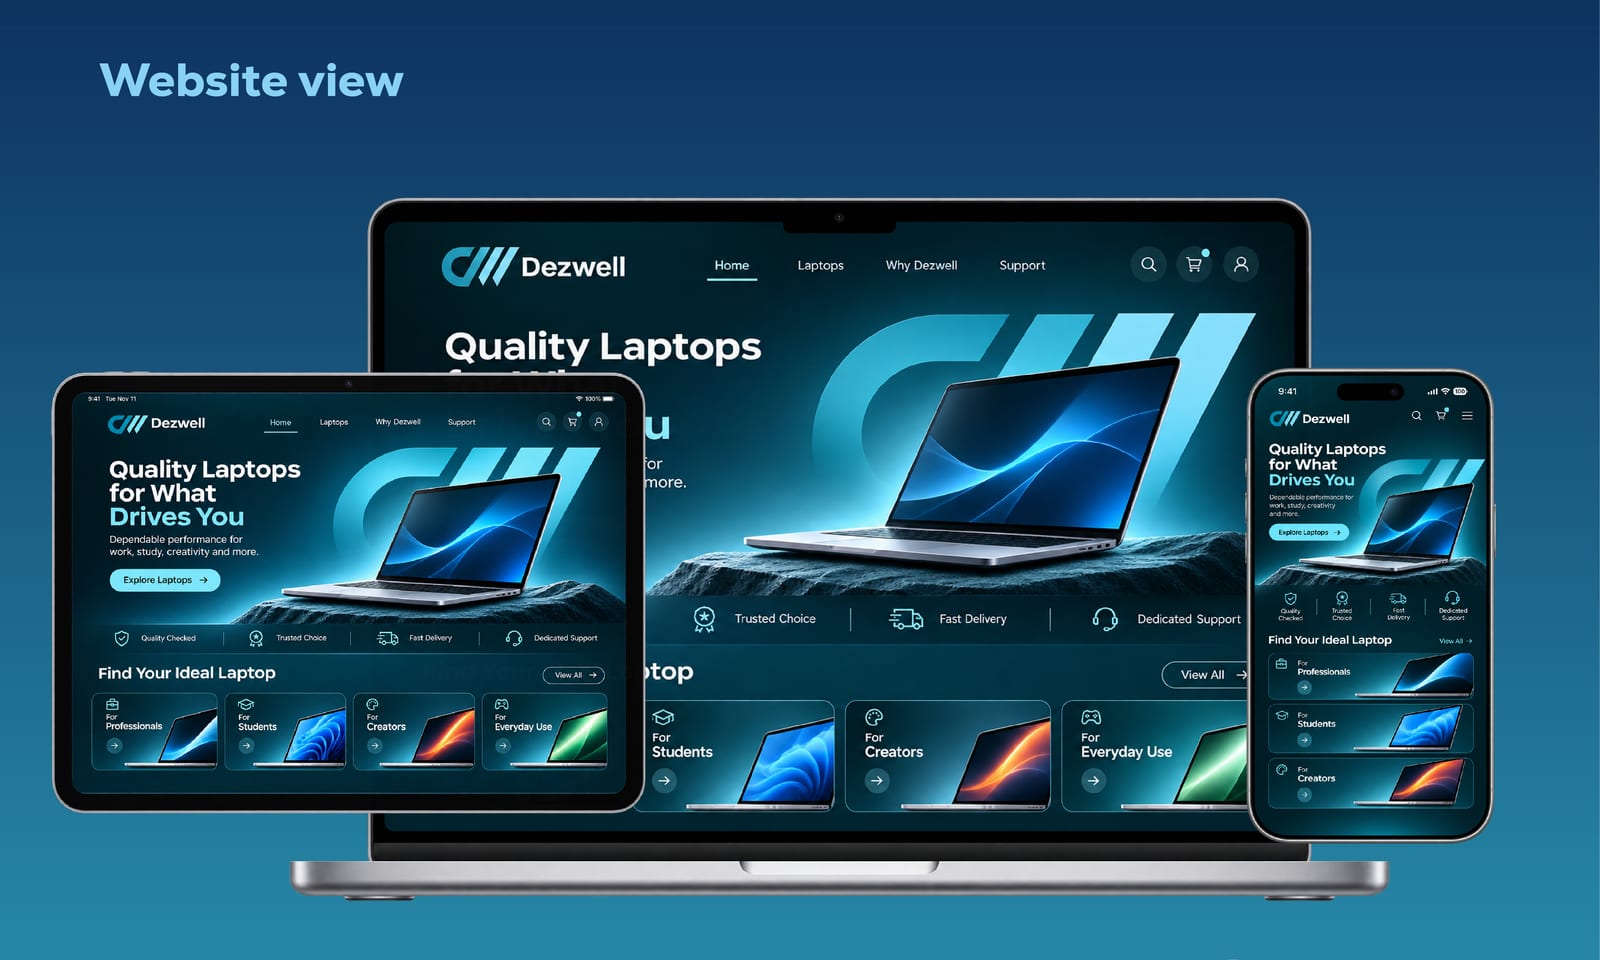 Website view
Dezwell
Home
Laptops
Why Dezwell
Support
Quality Laptops
u
for
more.
Trusted Choice
Fast Delivery
Dedicated Support
ptop
View All
For
Students
For
Creators
For
Everyday Use
9:41 Tue Nov 11
100%
Dezwell
Home
Laptops
Why Dezwell
Support
Quality Laptops
for What
Drives You
Dependable performance for
work, study, creativity and more.
Explore Laptops
Quality Checked
Trusted Choice
Fast Delivery
Dedicated Support
Find Your Ideal Laptop
View All
For
Professionals
For
Students
For
Creators
For
Everyday Use
9:41
100
Dezwell
Quality Laptops
for What
Drives You
Dependable performance for
work, study, creativity
and more.
Explore Laptops
Quality
Checked
Trusted
Choice
Fast
Delivery
Dedicated
Support
Find Your Ideal Laptop
View All
For
Professionals
For
Students
For
Creators